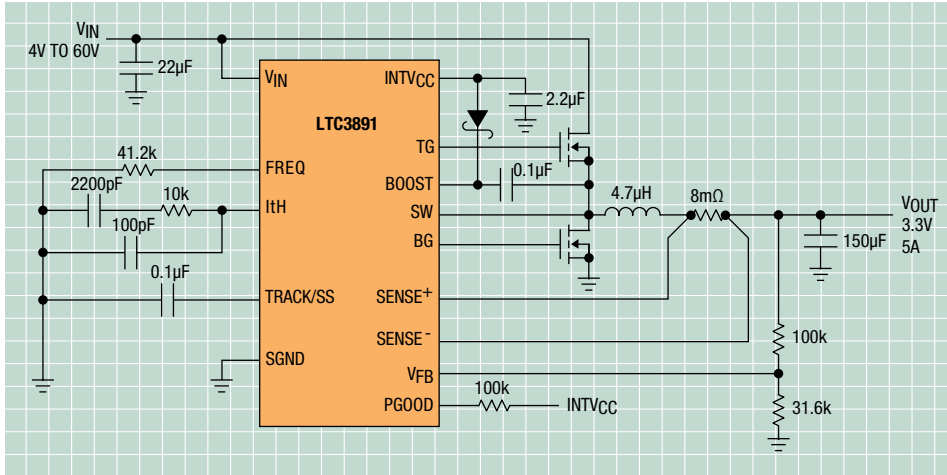 VIN
4V TO 60V
22µF
VIN
INTVCC
2.2µF
LTC3891
TG
41.2k
FREQ
BOOST
0.1µF
2200pF
10k
ItH
SW
4.7µH
8mΩ
VOUT
3.3V
5A
100pF
BG
150µF
0.1µF
TRACK/SS
SENSE+
SENSE-
100k
SGND
VFB
100k
PGOOD
INTVCC
31.6k